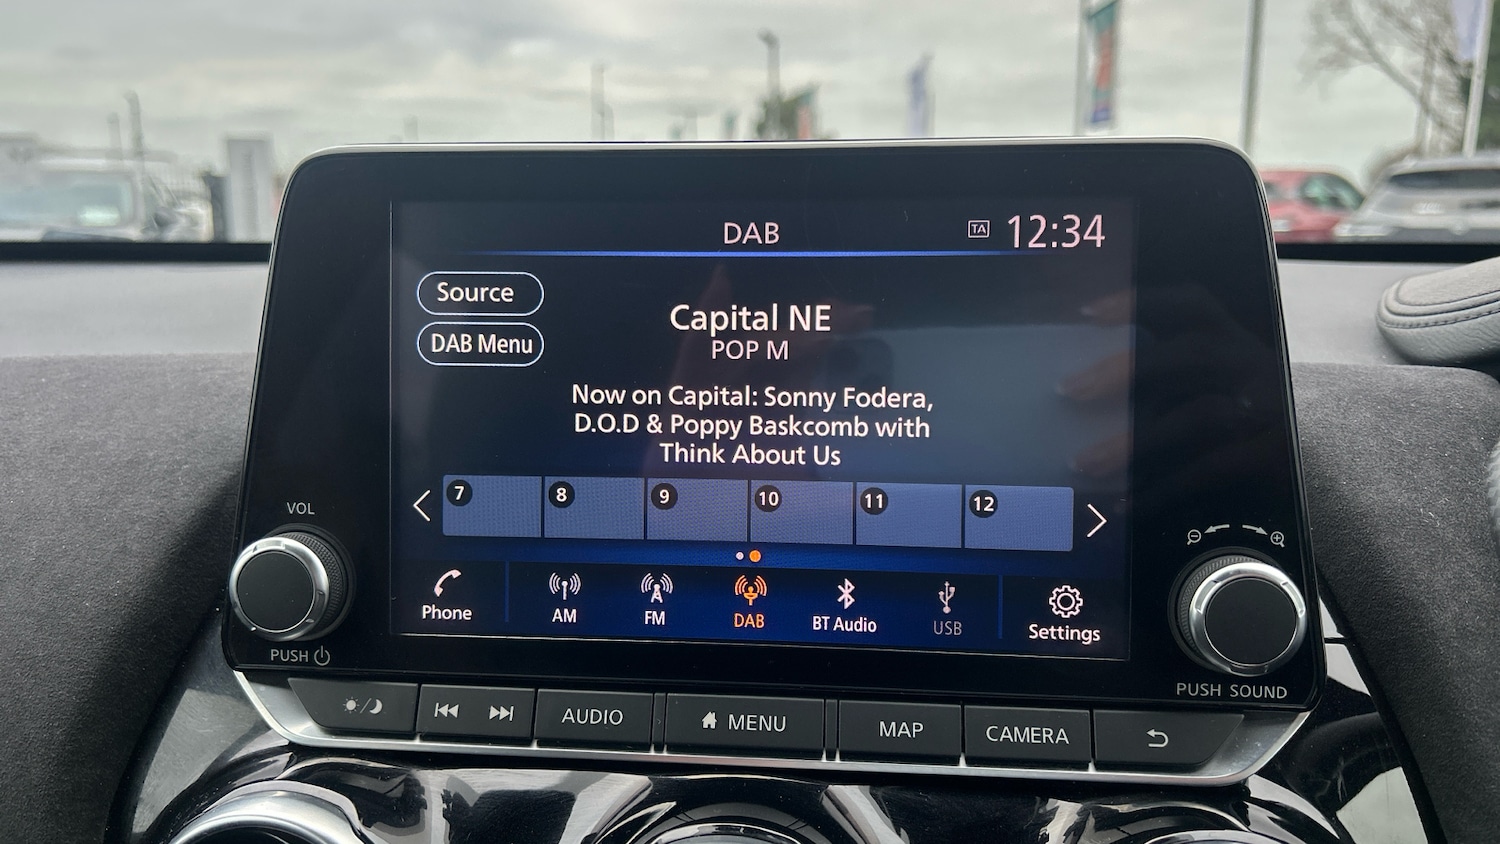 DAB
TA 12:34
Source
DAB Menu
Capital NE
POP M
Now on Capital: Sonny Fodera,
D.O.D & Poppy Baskcomb with
Think About Us
7 8 9 10 11 12
Phone AM FM DAB BT Audio USB Settings
VOL
PUSH
PUSH SOUND
AUDIO MENU MAP CAMERA